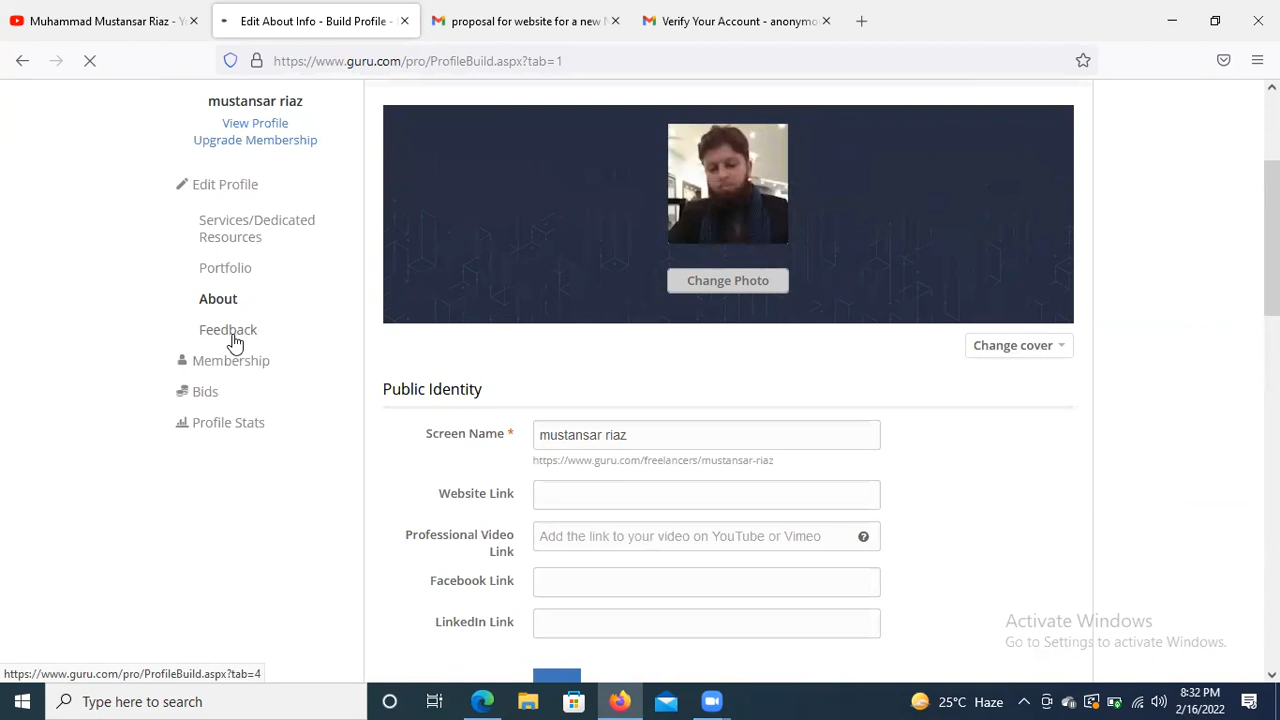 Muhammad Mustansar Riaz - Yo
Edit About Info - Build Profile -
proposal for website for a new N
Verify Your Account - anonymo
https://www.guru.com/pro/ProfileBuild.aspx?tab=1
mustansar riaz
View Profile
Upgrade Membership
Edit Profile
Services/Dedicated
Resources
Portfolio
About
Feedback
Membership
Bids
Profile Stats
Change Photo
Change cover
Public Identity
Screen Name *
mustansar riaz
https://www.guru.com/freelancers/mustansar-riaz
Website Link
Professional Video
Link
Add the link to your video on YouTube or Vimeo
Facebook Link
LinkedIn Link
Activate Windows
Go to Settings to activate Windows.
https://www.guru.com/pro/ProfileBuild.aspx?tab=4
Type here to search
25°C Haze
8:32 PM
2/16/2022